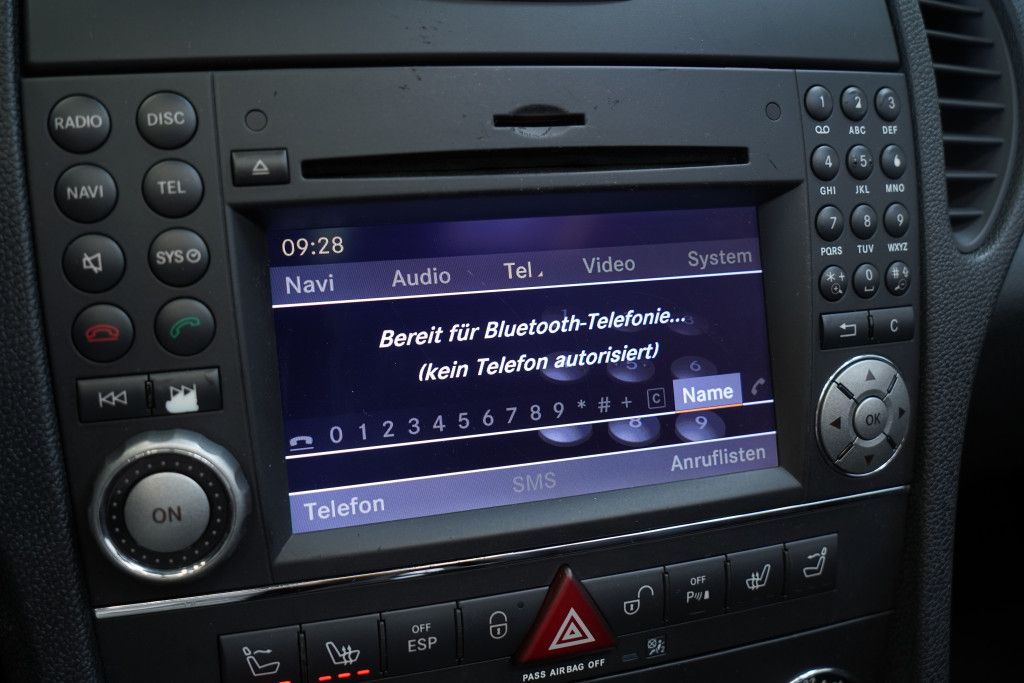 RADIO DISC
NAVI TEL
SYS
ON
09:28
Navi Audio Tel Video System
Bereit für Bluetooth-Telefonie...
(kein Telefon autorisiert)
0 1 2 3 4 5 6 7 8 9 * # + C Name
Telefon SMS Anruflisten
1 2 3
ABC DEF
4 5
GHI JKL MNO
7 8 9
PQRS TUV WXYZ
* + 0 #
C
OK
OFF
ESP
OFF
P
PASS AIRBAG OFF